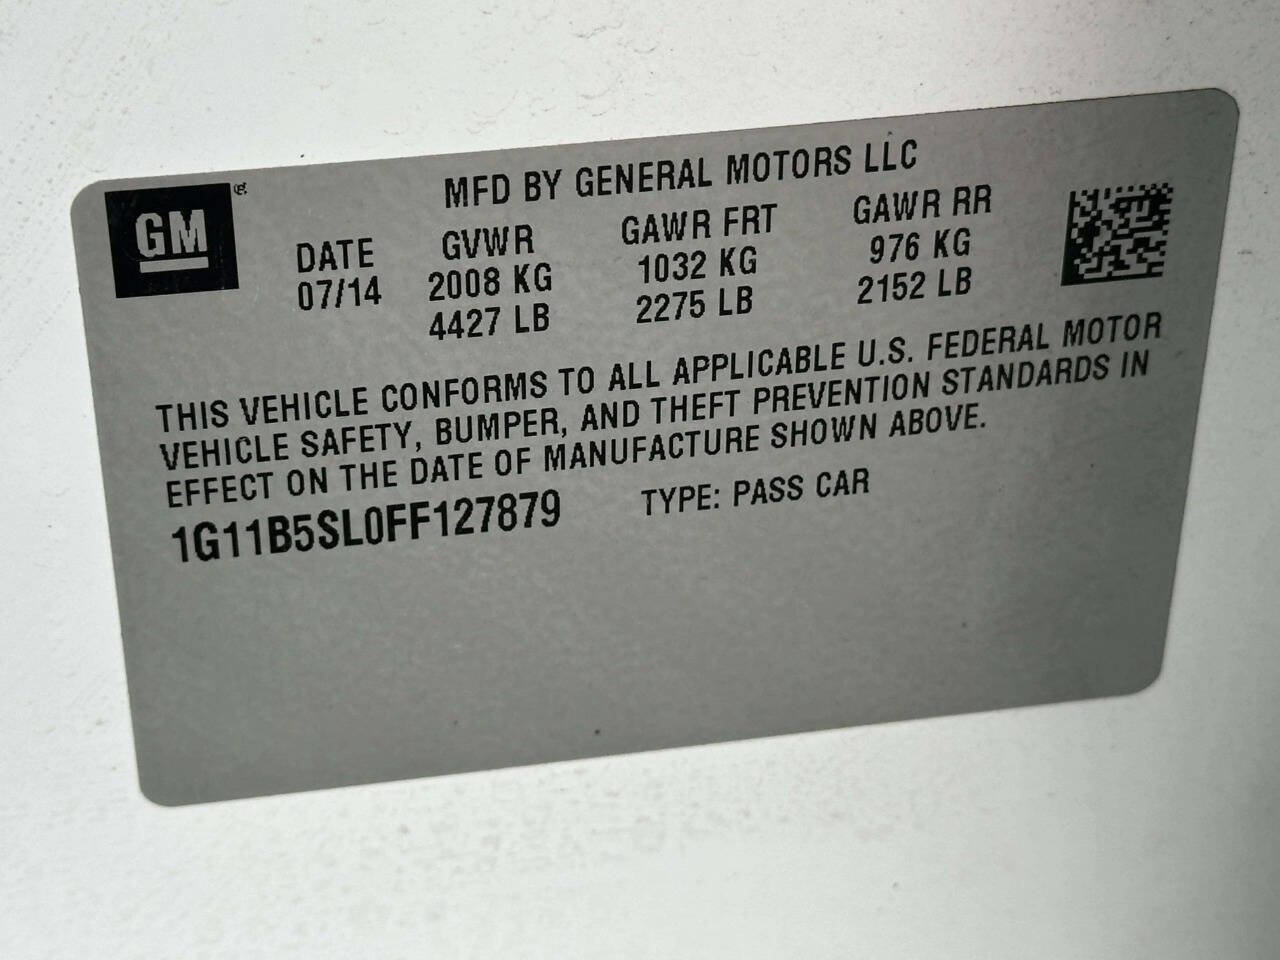 GM ®
MFD BY GENERAL MOTORS LLC
DATE GVWR GAWR FRT GAWR RR
07/14 2008 KG 1032 KG 976 KG
4427 LB 2275 LB 2152 LB
THIS VEHICLE CONFORMS TO ALL APPLICABLE U.S. FEDERAL MOTOR
VEHICLE SAFETY, BUMPER, AND THEFT PREVENTION STANDARDS IN
EFFECT ON THE DATE OF MANUFACTURE SHOWN ABOVE.
1G11B5SL0FF127879 TYPE: PASS CAR